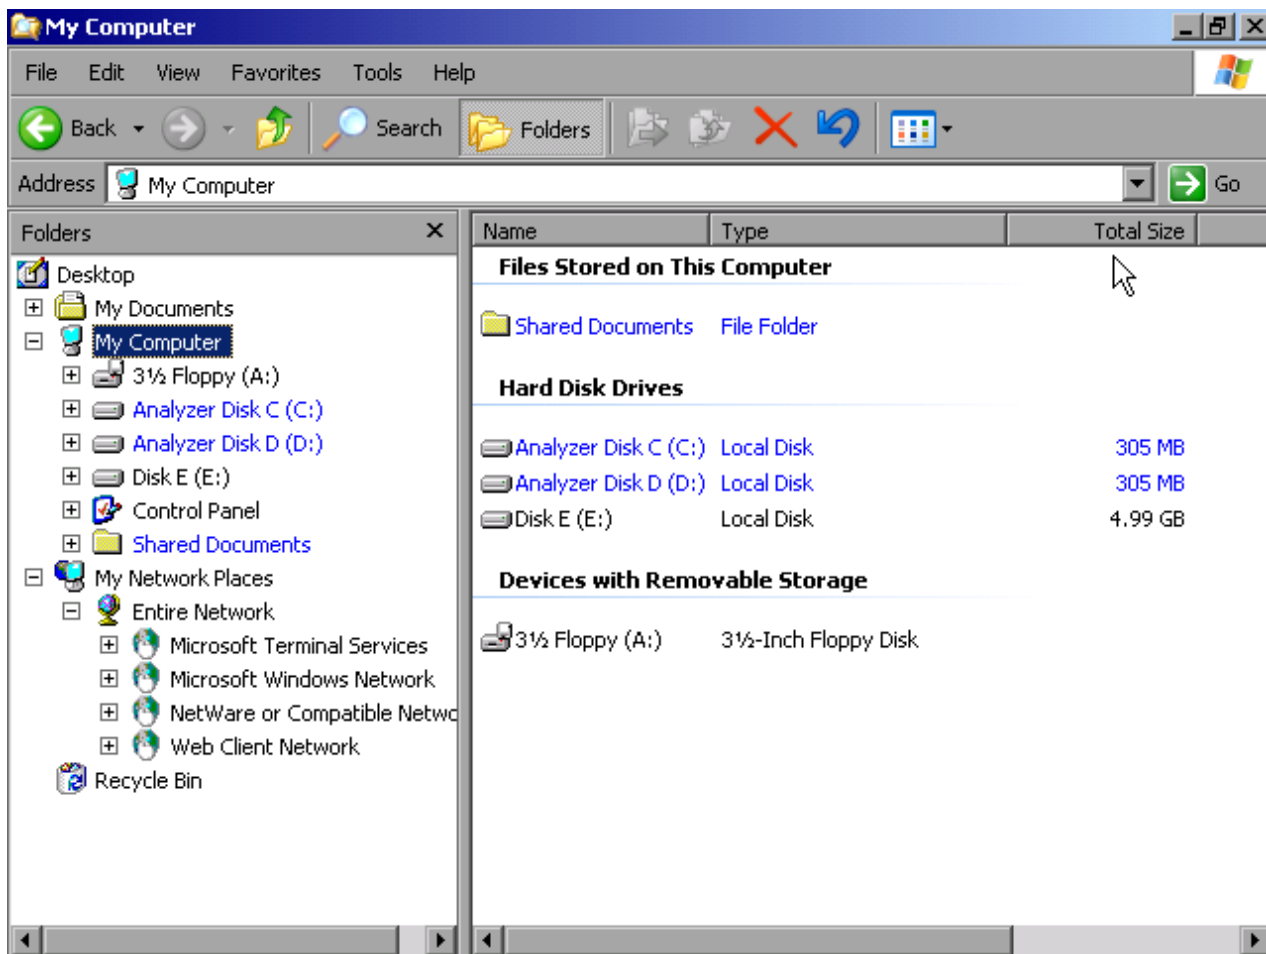 My Computer
File Edit View Favorites Tools Help
Back Search Folders
Address My Computer Go
Folders
Desktop
My Documents
My Computer
3½ Floppy (A:)
Analyzer Disk C (C:)
Analyzer Disk D (D:)
Disk E (E:)
Control Panel
Shared Documents
My Network Places
Entire Network
Microsoft Terminal Services
Microsoft Windows Network
NetWare or Compatible Netwo
Web Client Network
Recycle Bin
Name Type Total Size
Files Stored on This Computer
Shared Documents File Folder
Hard Disk Drives
Analyzer Disk C (C:) Local Disk 305 MB
Analyzer Disk D (D:) Local Disk 305 MB
Disk E (E:) Local Disk 4.99 GB
Devices with Removable Storage
3½ Floppy (A:) 3½-Inch Floppy Disk